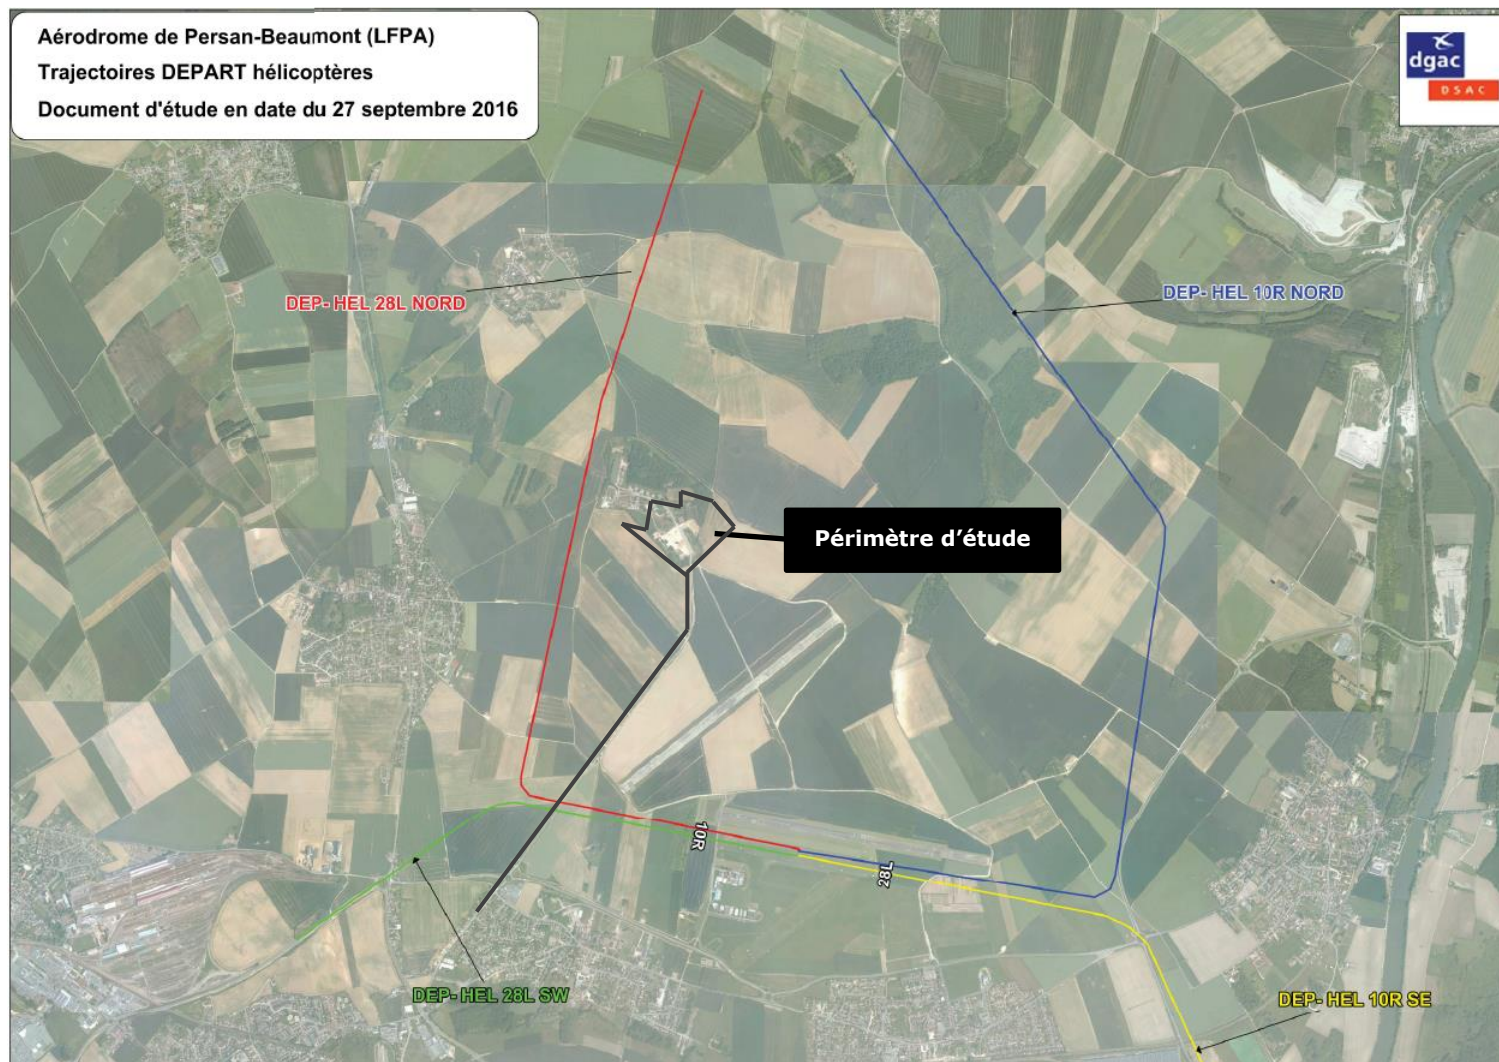 Aérodrome de Persan-Beaumont (LFPA)
Trajectoires DEPART hélicoptères
Document d'étude en date du 27 septembre 2016
dgac
DSAC
DEP- HEL 28L NORD
DEP- HEL 10R NORD
Périmètre d'étude
10R
28L
DEP- HEL 28L SW
DEP- HEL 10R SE